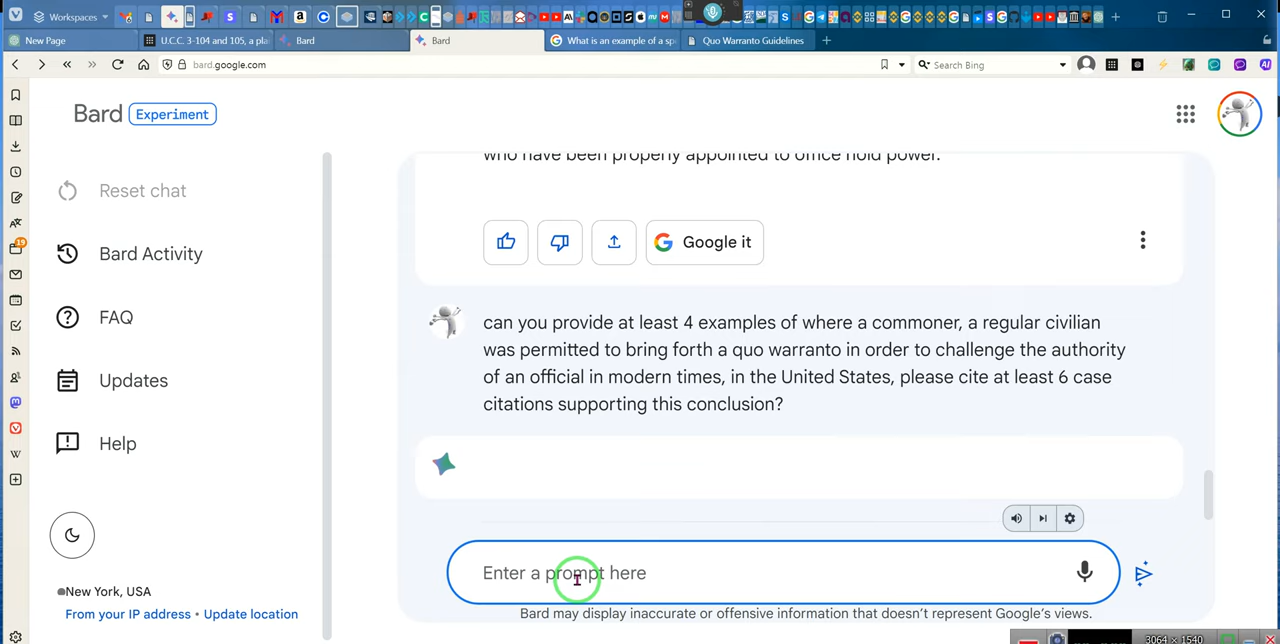 Workspaces
New Page
U.C.C. 3-104 and 105, a pla
Bard
Bard
What is an example of a sp
Quo Warranto Guidelines
bard.google.com
Search Bing
Bard Experiment
who have been properly appointed to office hold power.
Reset chat
Google it
Bard Activity
can you provide at least 4 examples of where a commoner, a regular civilian
FAQ
was permitted to bring forth a quo warranto in order to challenge the authority
of an official in modern times, in the United States, please cite at least 6 case
Updates
citations supporting this conclusion?
Help
19
Enter a prompt here
New York, USA
From your IP address • Update location
Bard may display inaccurate or offensive information that doesn't represent Google's views.
3064 × 1540